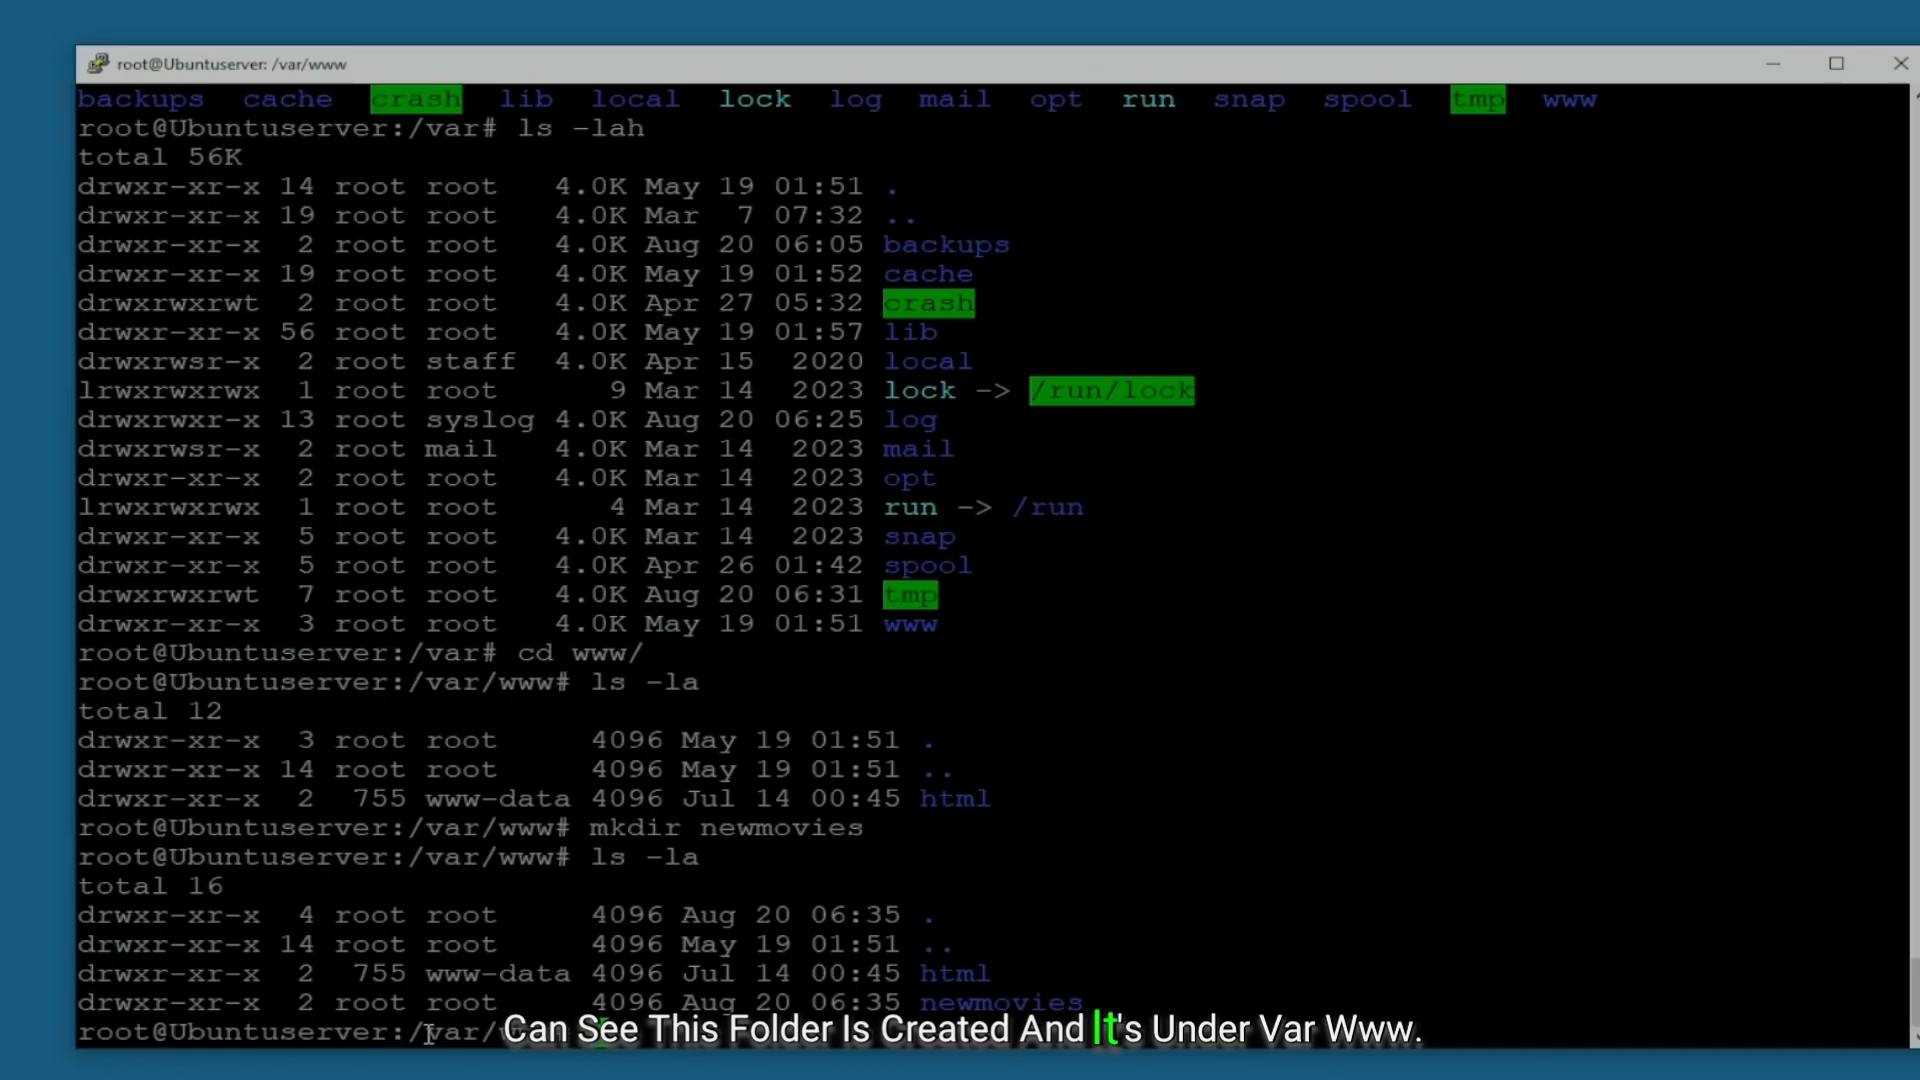 root@Ubuntuserver: /var/www
backups cache crash lib local lock log mail opt run snap spool tmp www
root@Ubuntuserver:/var# ls -lah
total 56K
drwxr-xr-x 14 root root 4.0K May 19 01:51 .
drwxr-xr-x 19 root root 4.0K Mar 7 07:32 ..
drwxr-xr-x 2 root root 4.0K Aug 20 06:05 backups
drwxr-xr-x 19 root root 4.0K May 19 01:52 cache
drwxrwxrwt 2 root root 4.0K Apr 27 05:32 crash
drwxr-xr-x 56 root root 4.0K May 19 01:57 lib
drwxrwsr-x 2 root staff 4.0K Apr 15 2020 local
lrwxrwxrwx 1 root root 9 Mar 14 2023 lock -> /run/lock
drwxrwxr-x 13 root syslog 4.0K Aug 20 06:25 log
drwxrwsr-x 2 root mail 4.0K Mar 14 2023 mail
drwxr-xr-x 2 root root 4.0K Mar 14 2023 opt
lrwxrwxrwx 1 root root 4 Mar 14 2023 run -> /run
drwxr-xr-x 5 root root 4.0K Mar 14 2023 snap
drwxr-xr-x 5 root root 4.0K Apr 26 01:42 spool
drwxrwxrwt 7 root root 4.0K Aug 20 06:31 tmp
drwxr-xr-x 3 root root 4.0K May 19 01:51 www
root@Ubuntuserver:/var# cd www/
root@Ubuntuserver:/var/www# ls -la
total 12
drwxr-xr-x 3 root root 4096 May 19 01:51 .
drwxr-xr-x 14 root root 4096 May 19 01:51 ..
drwxr-xr-x 2 755 www-data 4096 Jul 14 00:45 html
root@Ubuntuserver:/var/www# mkdir newmovies
root@Ubuntuserver:/var/www# ls -la
total 16
drwxr-xr-x 4 root root 4096 Aug 20 06:35 .
drwxr-xr-x 14 root root 4096 May 19 01:51 ..
drwxr-xr-x 2 755 www-data 4096 Jul 14 00:45 html
drwxr-xr-x 2 root root 4096 Aug 20 06:35 newmovies
root@Ubuntuserver:/var/
Can See This Folder Is Created And It's Under Var Www.